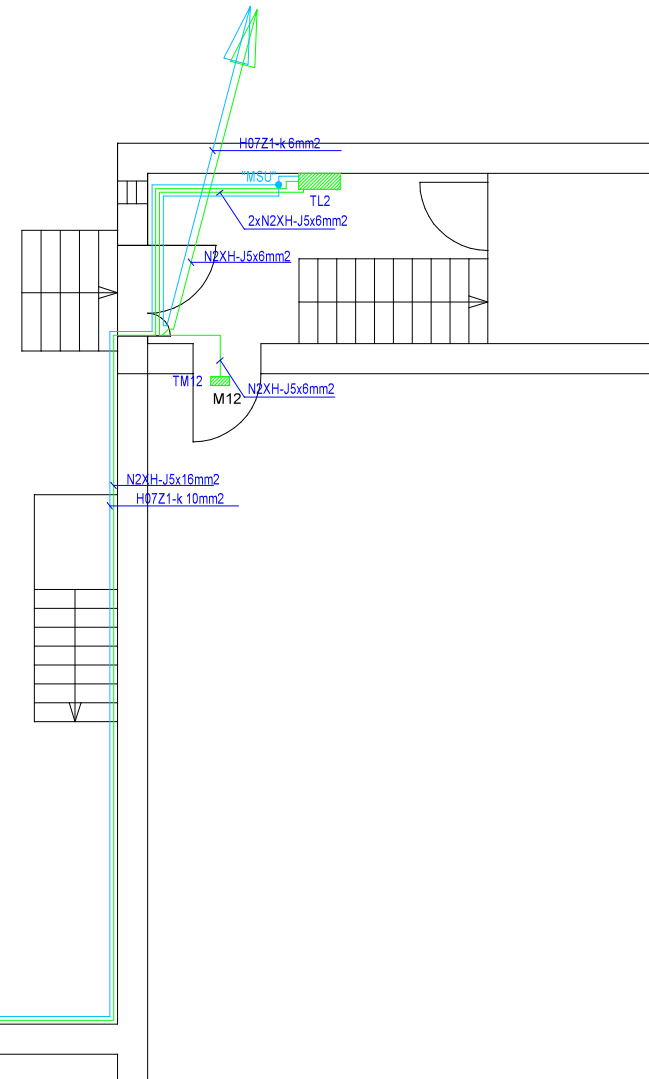 H07Z1-k 6mm2
"MSU"
TL2
2xN2XH-J5x6mm2
N2XH-J5x6mm2
TM12
N2XH-J5x6mm2
M12
N2XH-J5x16mm2
H07Z1-k 10mm2